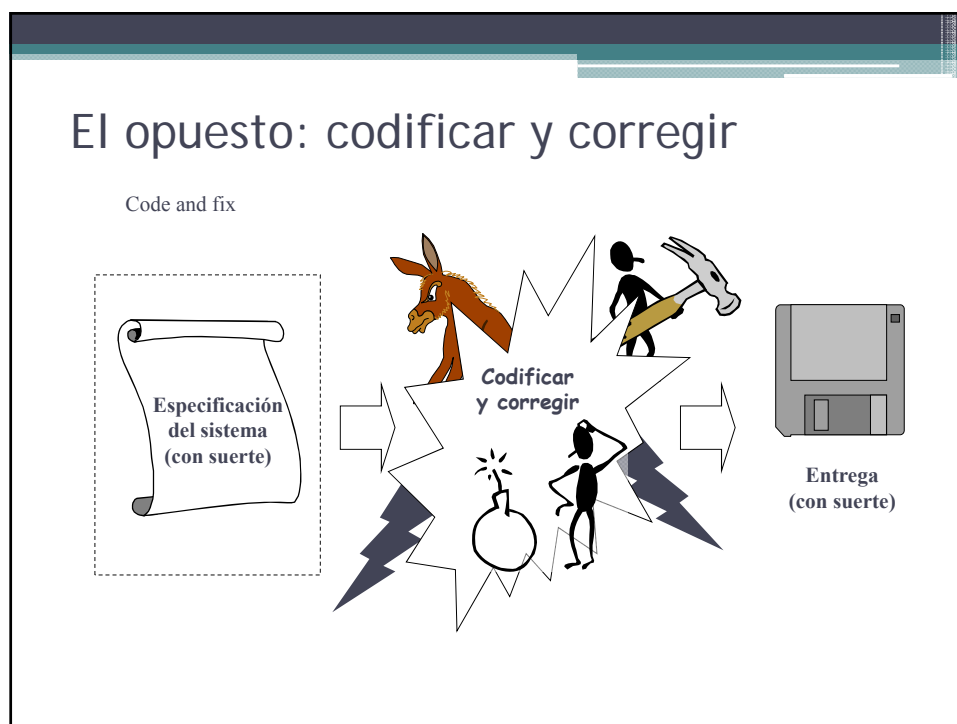 El opuesto: codificar y corregir
Code and fix
Especificación
del sistema
(con suerte)
Codificar
y corregir
Entrega
(con suerte)